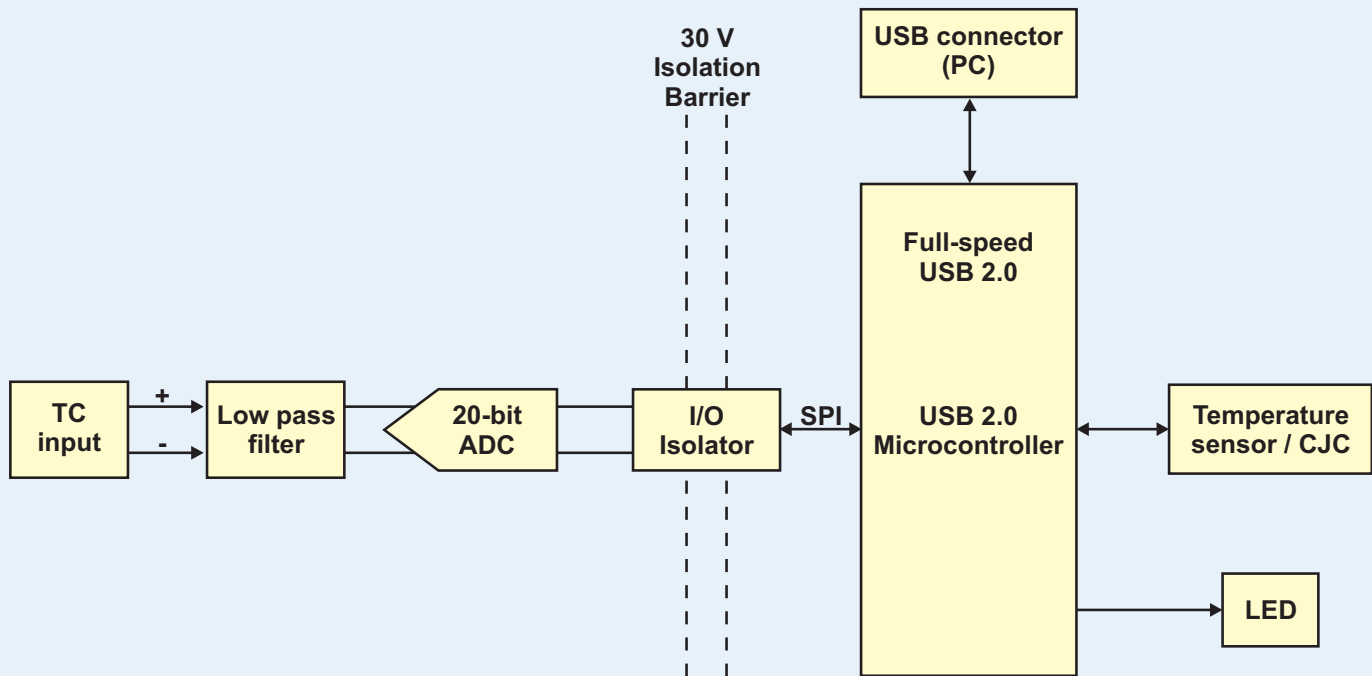 30 V
Isolation
Barrier
USB connector
(PC)
Full-speed
USB 2.0
TC
input
+
-
Low pass
filter
20-bit
ADC
I/O
Isolator
SPI
USB 2.0
Microcontroller
Temperature
sensor / CJC
LED